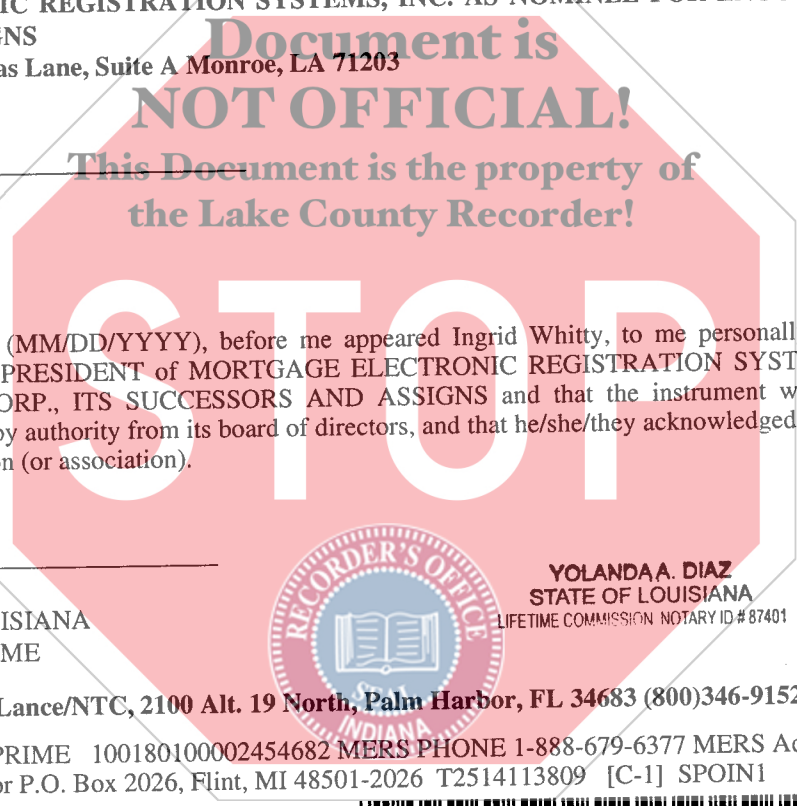 IC REGISTRATION SYSTEMS, INC. AS NOMINEE FOR
GNS
as Lane, Suite A Monroe, LA 71203
Document is
NOT OFFICIAL!
This Document is the property of
the Lake County Recorder!
STOP
(MM/DD/YYYY), before me appeared Ingrid Whitty, to me personall
PRESIDENT of MORTGAGE ELECTRONIC REGISTRATION SYST
ORP., ITS SUCCESSORS AND ASSIGNS and that the instrument w
by authority from its board of directors, and that he/she/they acknowledged
n (or association).
RECORDER'S OFFICE
SEAL
INDIANA
YOLANDA A. DIAZ
STATE OF LOUISIANA
LIFETIME COMMISSION NOTARY ID # 87401
ISIANA
ME
Lance/NTC, 2100 Alt. 19 North, Palm Harbor, FL 34683 (800)346-9152
PRIME 100180100002454682 MERS PHONE 1-888-679-6377 MERS Ad
or P.O. Box 2026, Flint, MI 48501-2026 T2514113809 [C-1] SPOIN1